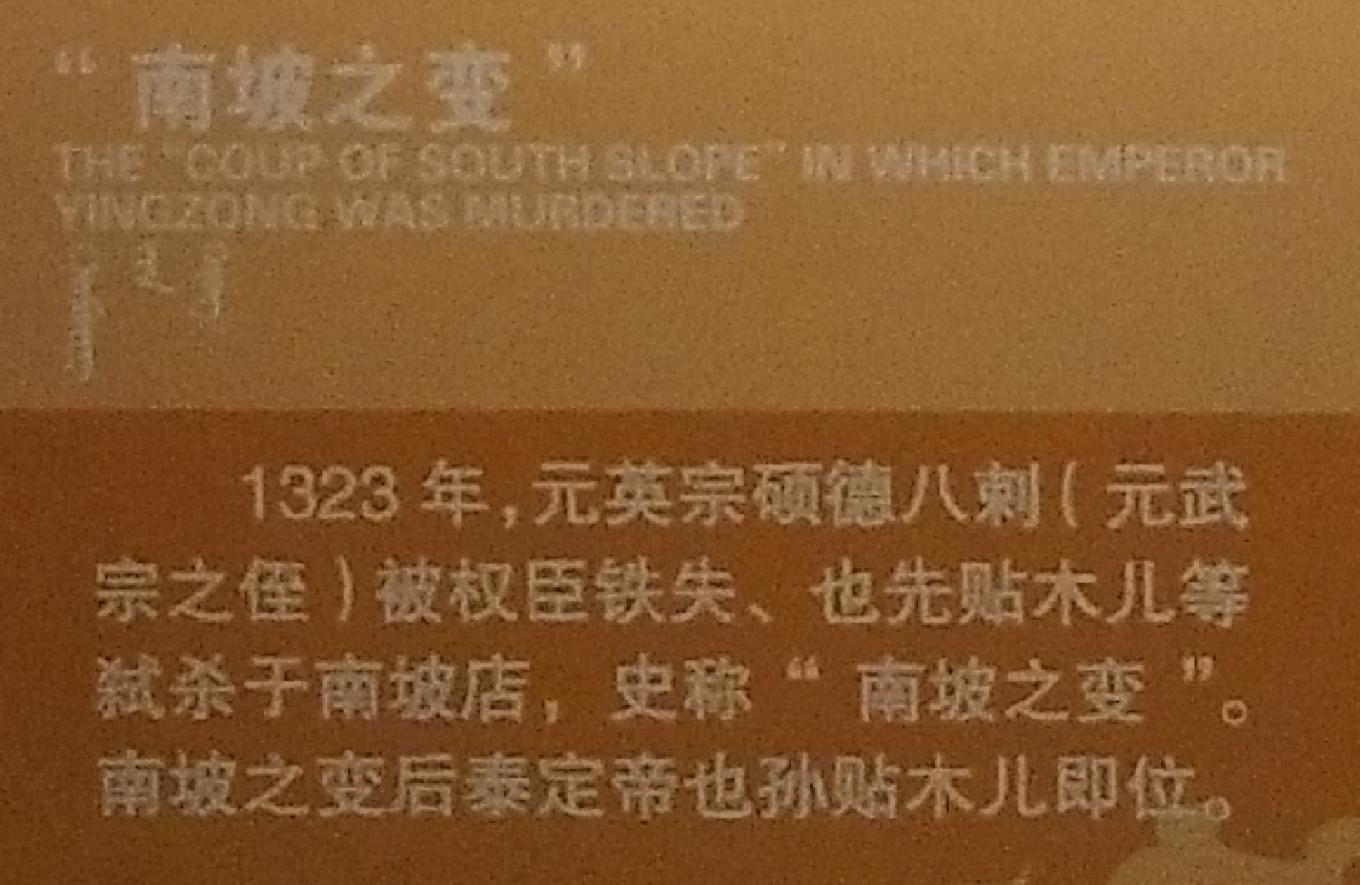 “南坡之变”
THE "COUP OF SOUTH SLOPE" IN WHICH EMPEROR
YINGZONG WAS MURDERED
1323 年,元英宗硕德八剌( 元武
宗之侄 ) 被权臣铁失、也先贴木儿等
弑杀于南坡店，史称“南坡之变”。
南坡之变后泰定帝也孙贴木儿即位。